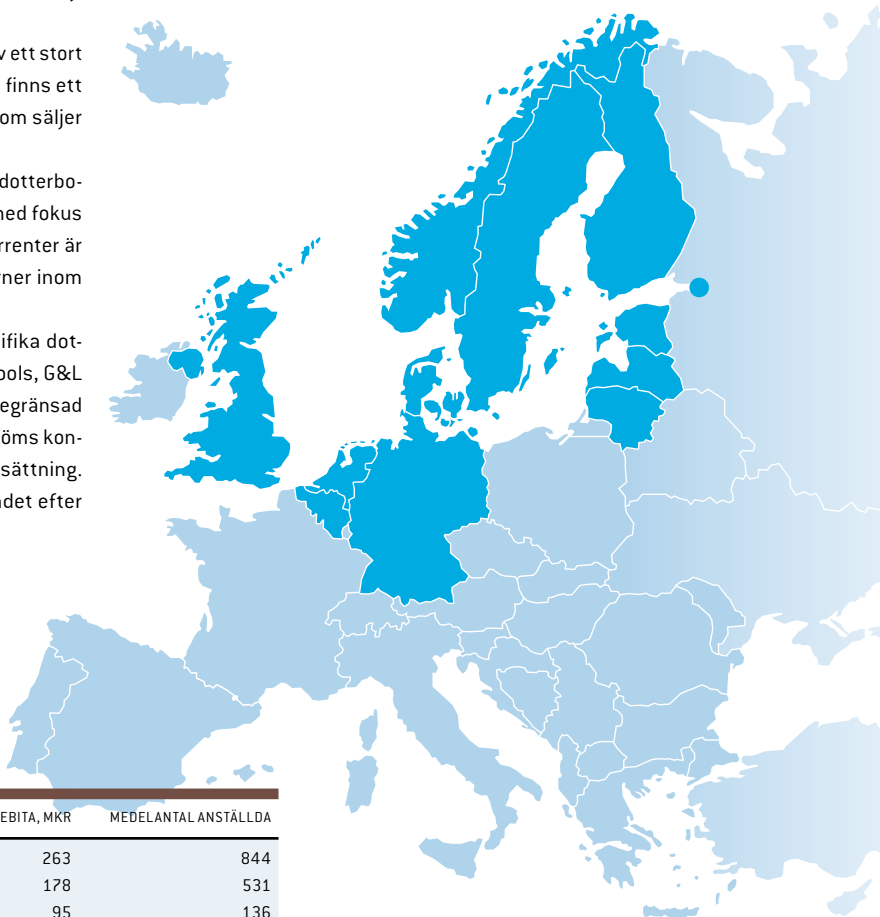 v ett stort
finns ett
om säljer
dotterbo-
ned fokus
rrenter är
rner inom
ifika dot-
ools, G&L
egränsad
öms kon-
sättning.
ndet efter
EBITA, MKR MEDELANTAL ANSTÄLLDA
263 844
178 531
95 136